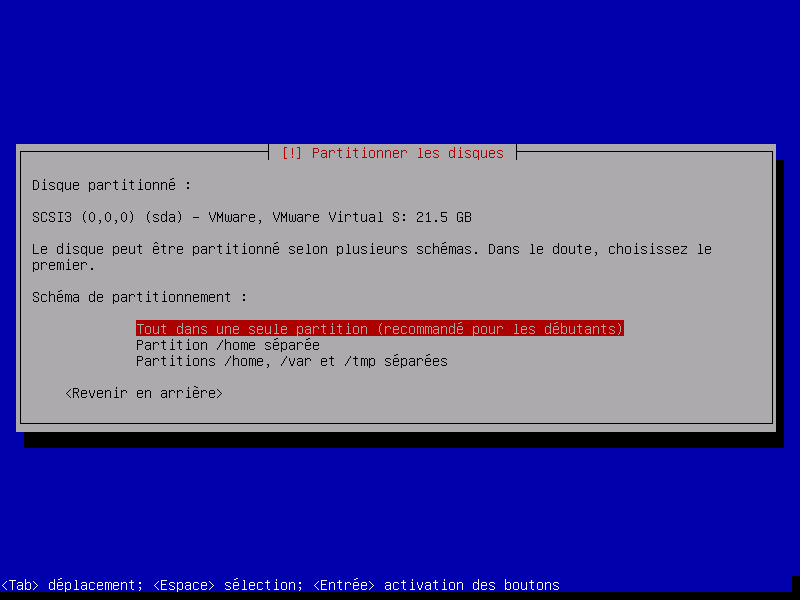 [!] Partitionner les disques
Disque partitionné :
SCSI3 (0,0,0) (sda) – VMware, VMware Virtual S: 21.5 GB
Le disque peut être partitionné selon plusieurs schémas. Dans le doute, choisissez le
premier.
Schéma de partitionnement :
Tout dans une seule partition (recommandé pour les débutants)
Partition /home séparée
Partitions /home, /var et /tmp séparées
<Revenir en arrière>
<Tab> déplacement; <Espace> sélection; <Entrée> activation des boutons